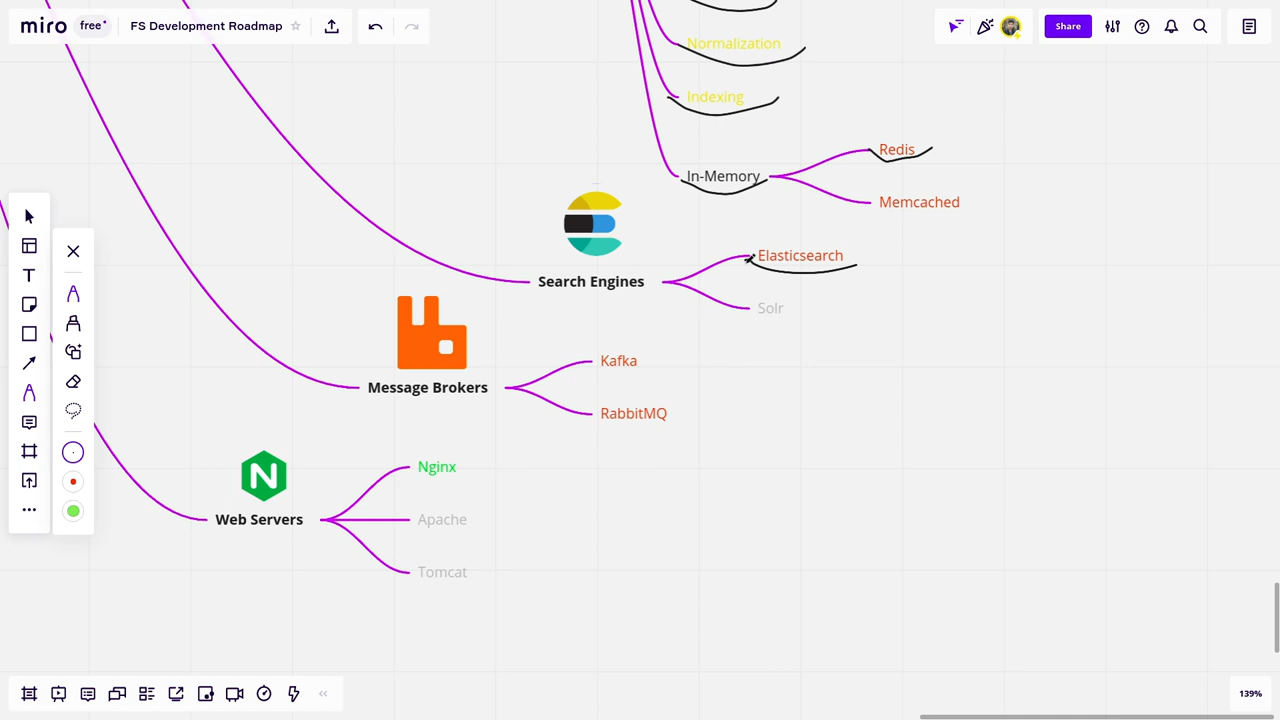 miro
free
FS Development Roadmap
Share
Normalization
Indexing
In-Memory
Redis
Memcached
Search Engines
Elasticsearch
Solr
Message Brokers
Kafka
RabbitMQ
N
Web Servers
Nginx
Apache
Tomcat
139%